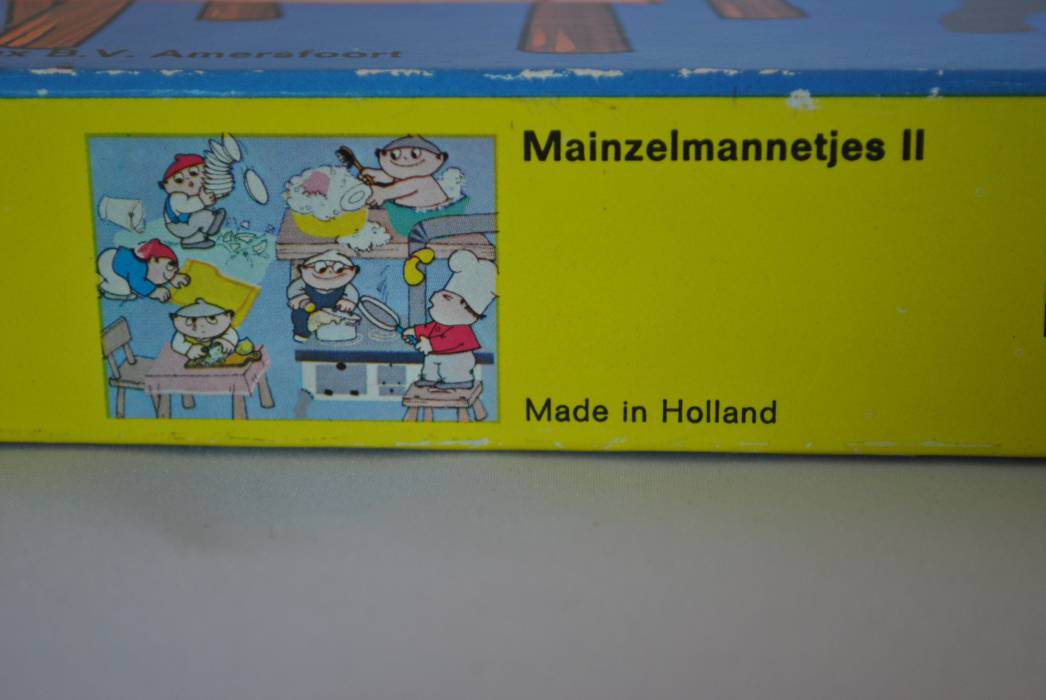 B.V. Amersfoort
Mainzelmannetjes II
Made in Holland